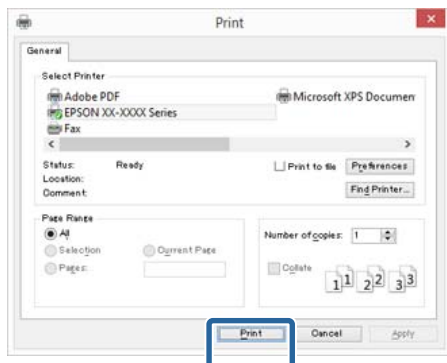 Print
General
Select Printer
Adobe PDF
Microsoft XPS Documen
EPSON XX-XXXX Series
Fax
Status: Ready
Print to file
Preferences
Location:
Comment:
Find Printer...
Page Range
All
Selection
Current Page
Pages:
Number of copies: 1
Collate
1 1 2 2 3 3
Print
Cancel
Apply